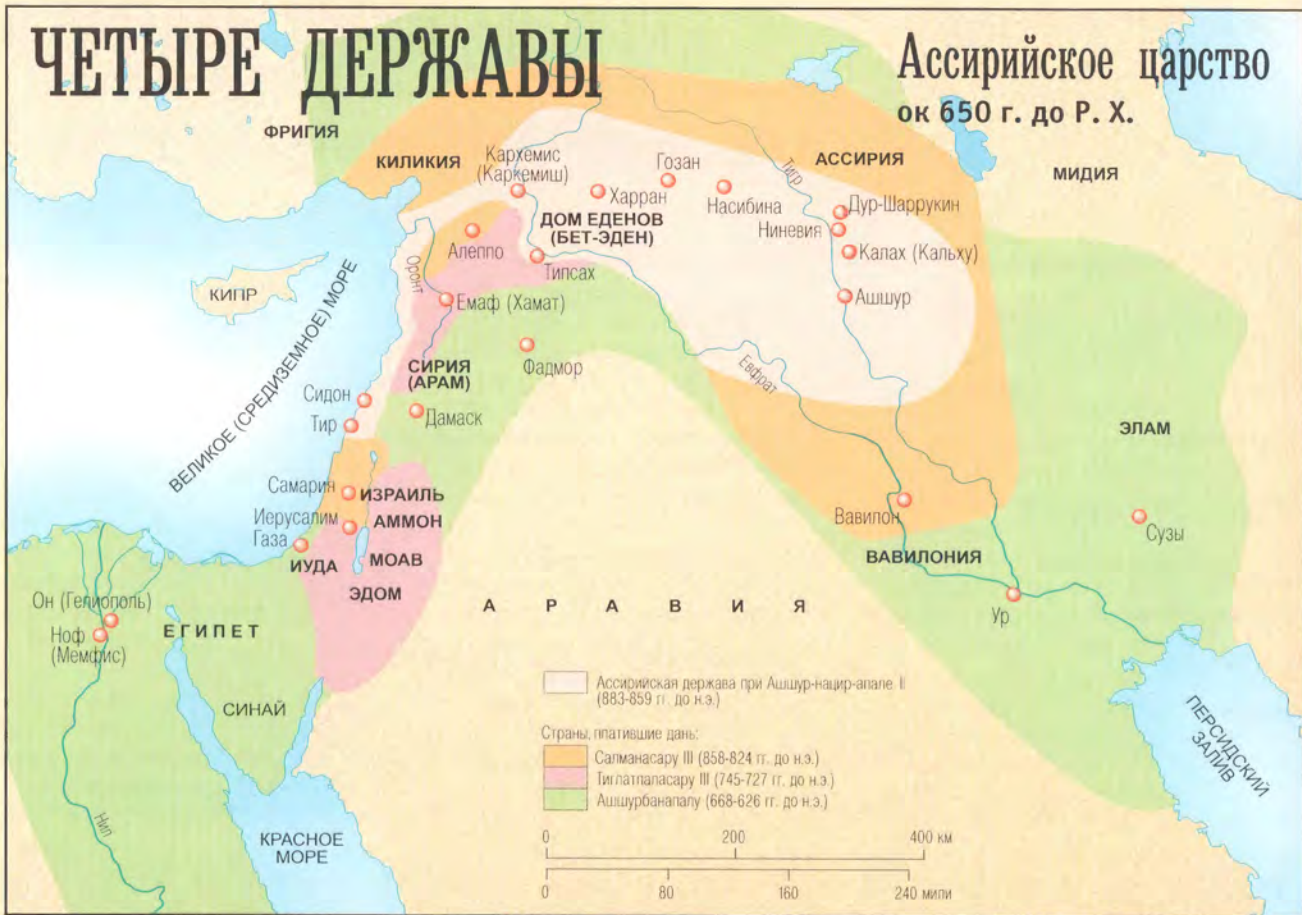 ЧЕТЫРЕ ДЕРЖАВЫ
Ассирийское царство
ок 650 г. до Р. Х.
ФРИГИЯ
КИЛИКИЯ
Кархемис
(Каркемиш)
Харран
Гозан
Насибина
Тигр
АССИРИЯ
МИДИЯ
Дур-Шаррукин
Ниневия
Калах (Кальху)
Ашшур
ДОМ ЕДЕНОВ
(БЕТ-ЭДЕН)
Алеппо
Типсах
Оронт
Емаф (Хамат)
КИПР
ВЕЛИКОЕ (СРЕДИЗЕМНОЕ) МОРЕ
СИРИЯ
(АРАМ)
Фадмор
Евфрат
Сидон
Тир
Дамаск
ЭЛАМ
Самария
ИЗРАИЛЬ
Иерусалим
АММОН
Газа
ИУДА
МОАВ
ЭДОМ
Вавилон
ВАВИЛОНИЯ
Сузы
Ур
Он (Гелиополь)
Ноф
(Мемфис)
ЕГИПЕТ
СИНАЙ
АРАВИЯ
Нил
КРАСНОЕ
МОРЕ
ПЕРСИДСКИЙ
ЗАЛИВ
Ассирийская держава при Ашшур-нацир-апале II
(883-859 гг. до н.э.)
Страны, платившие дань:
Салманасару III (858-824 гг. до н.э.)
Тиглатпаласару III (745-727 гг. до н.э.)
Ашшурбанапалу (668-626 гг. до н.э.)
0 200 400 км
0 80 160 240 мили